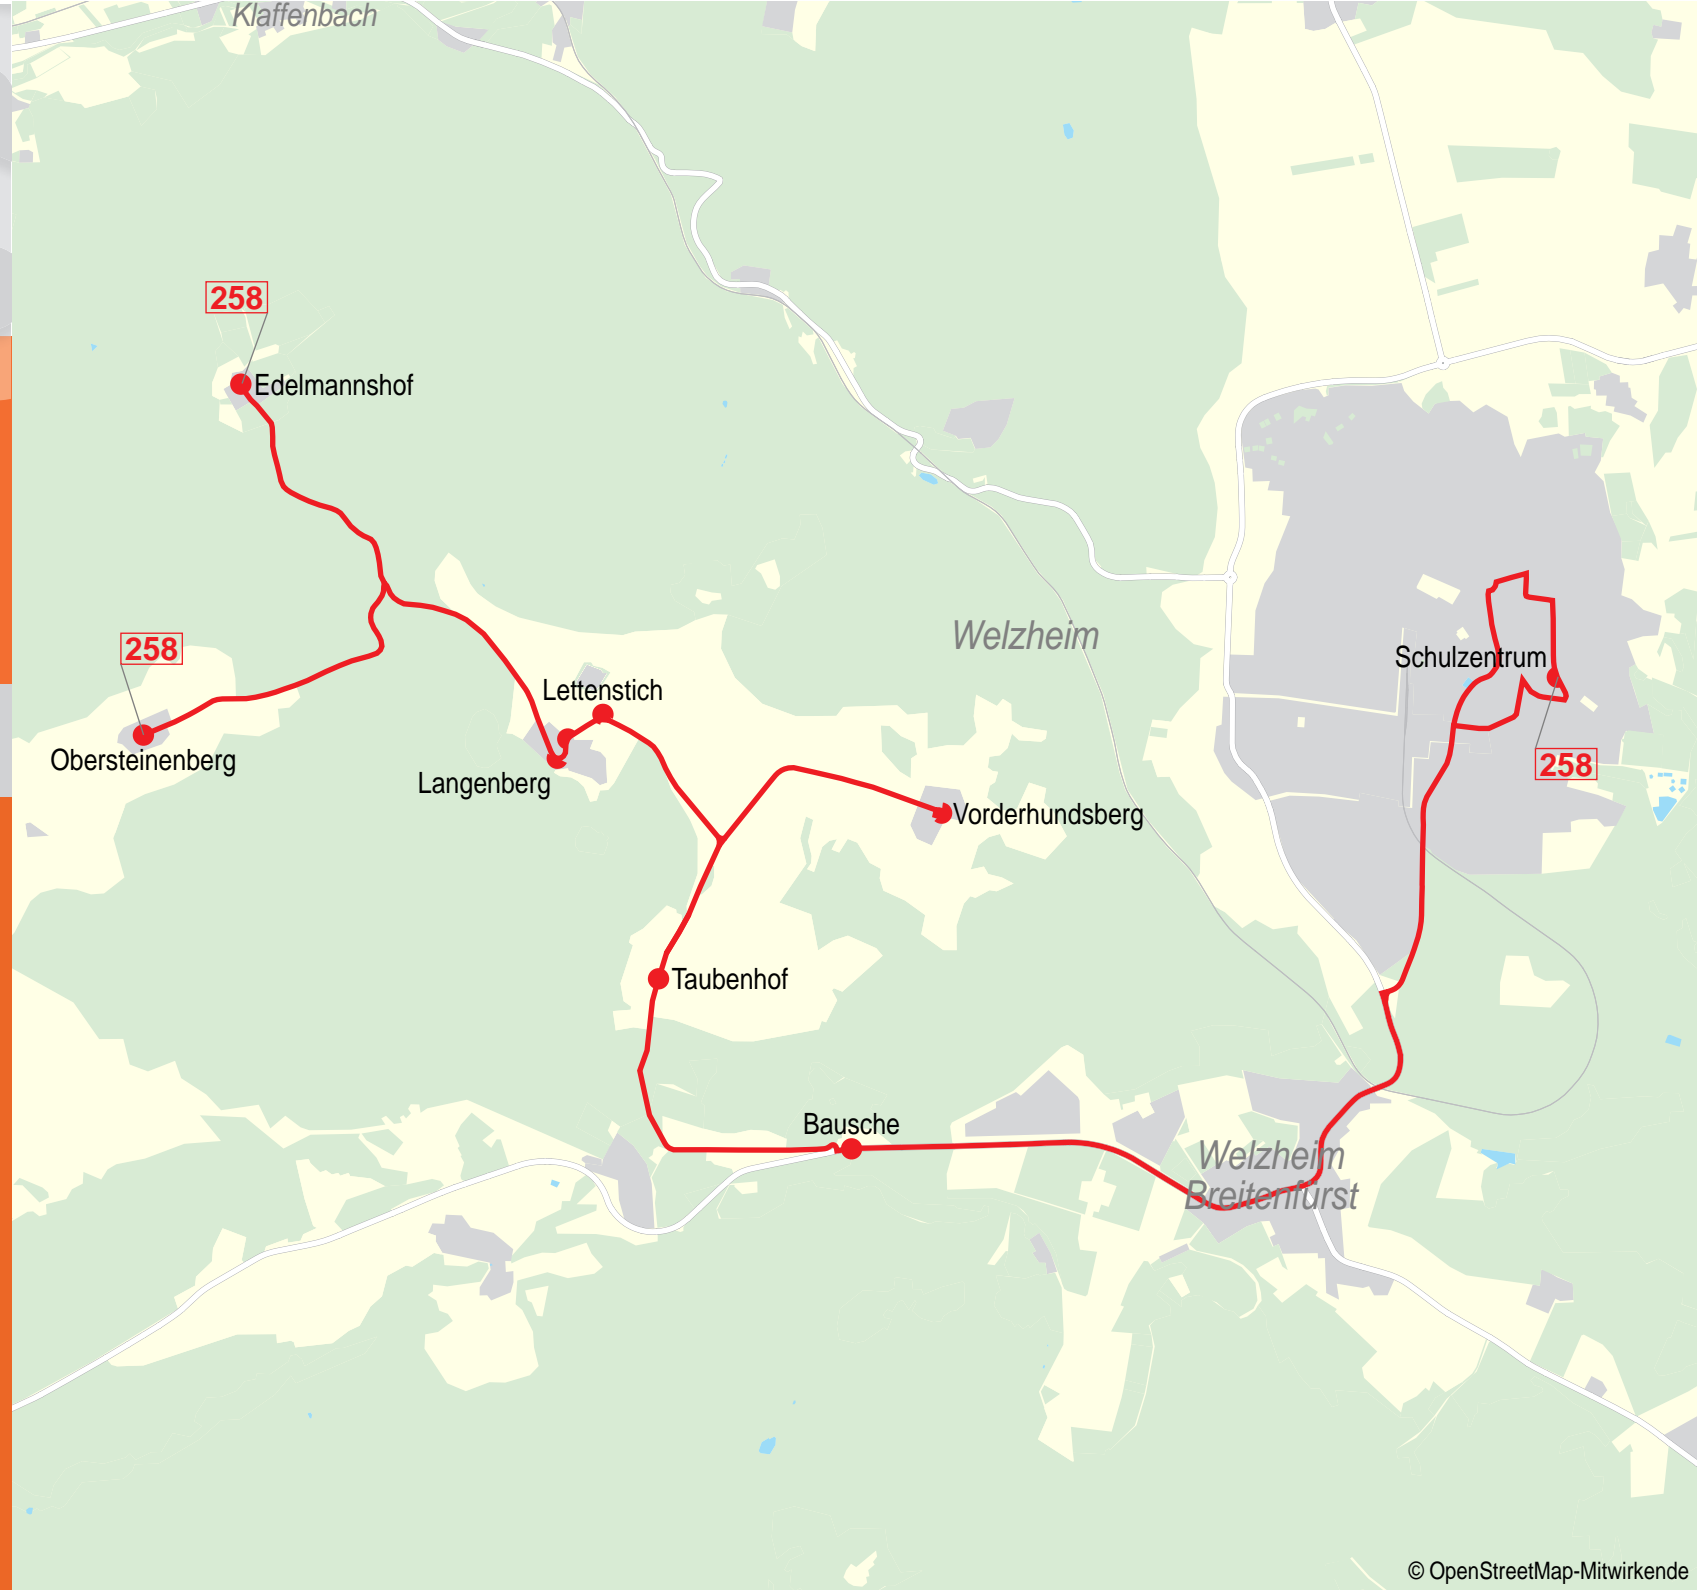 Klaffenbach
258
Edelmannshof
Welzheim
258
Schulzentrum
Lettenstich
Obersteinenberg
258
Langenberg
Vorderhundsberg
Taubenhof
Bausche
Welzheim
Breitenfürst
© OpenStreetMap-Mitwirkende